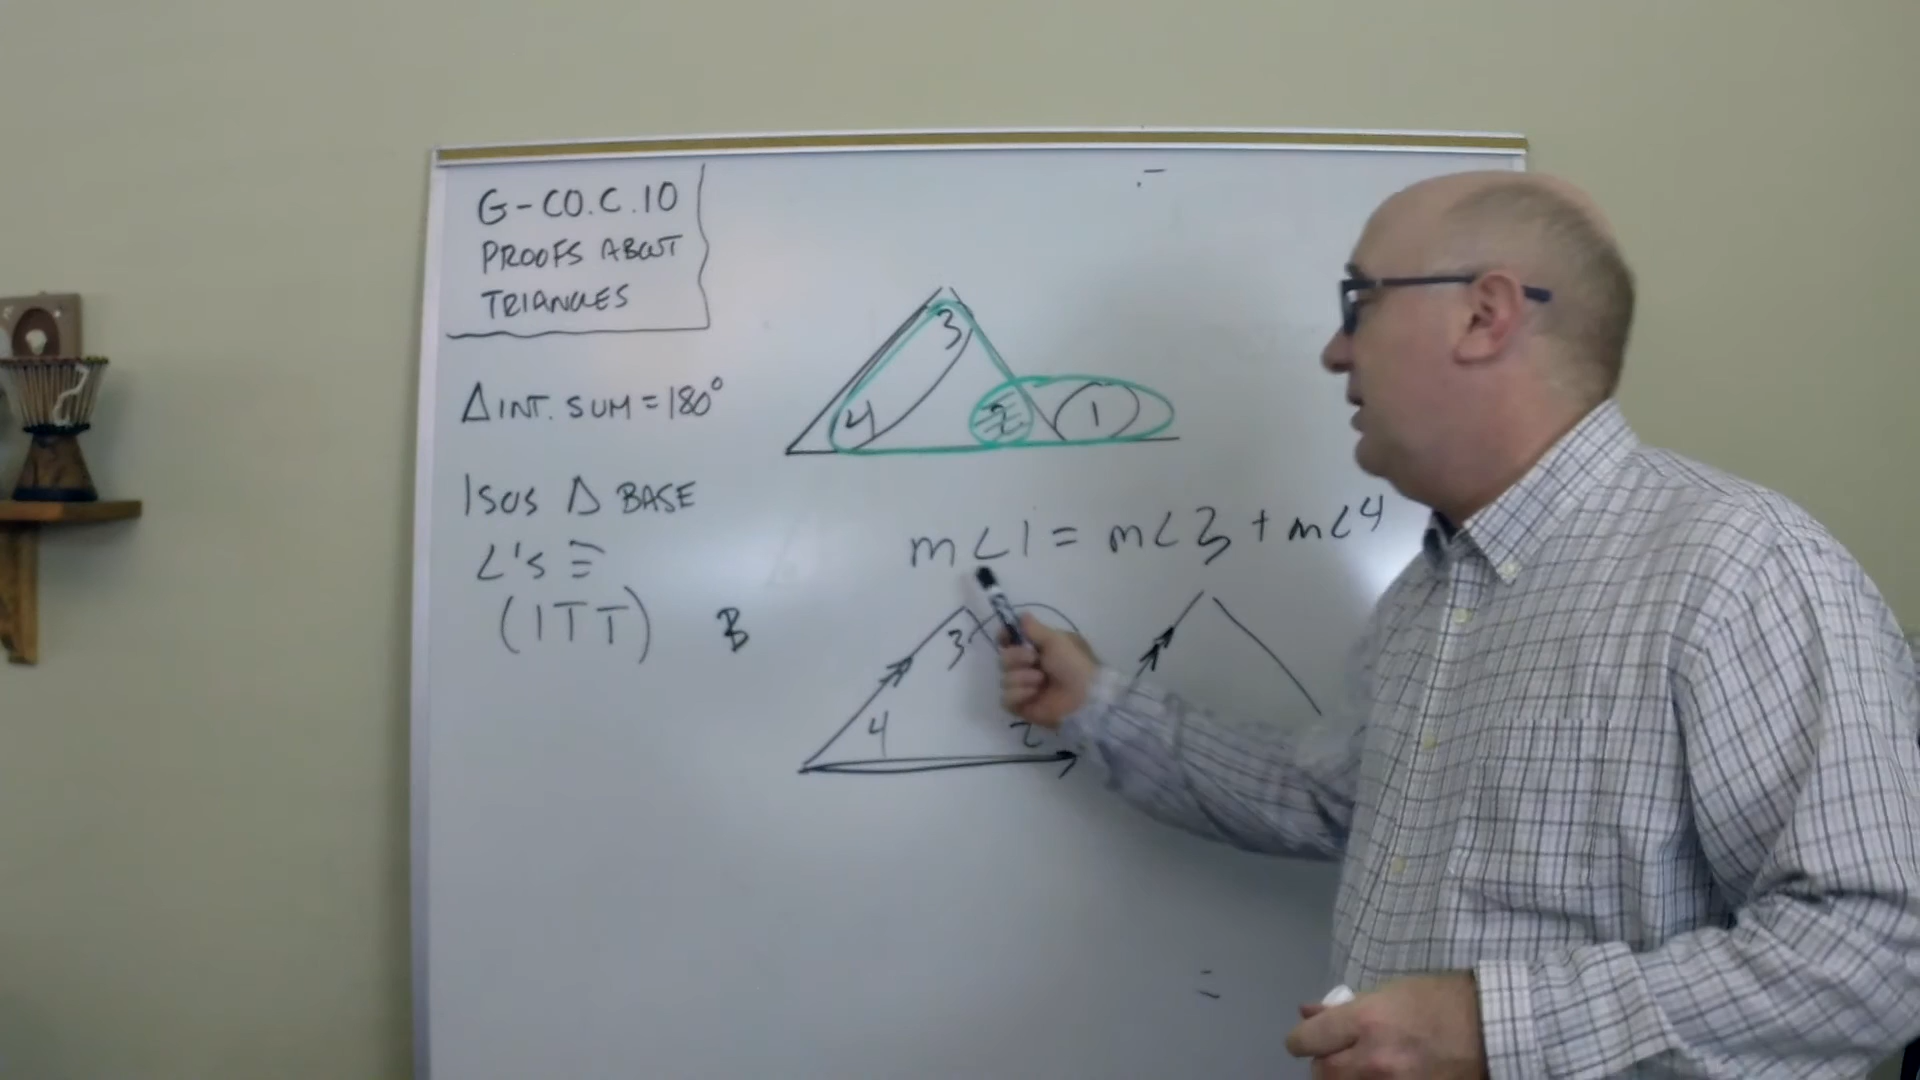 G-CO.C.10
PROOFS ABOUT
TRIANGLES
Δ INT. SUM = 180°
ISOS Δ BASE
∠'s ≅
(ITT)
B
3
4
2
1
m∠1 = m∠3 + m∠4
3
4
2